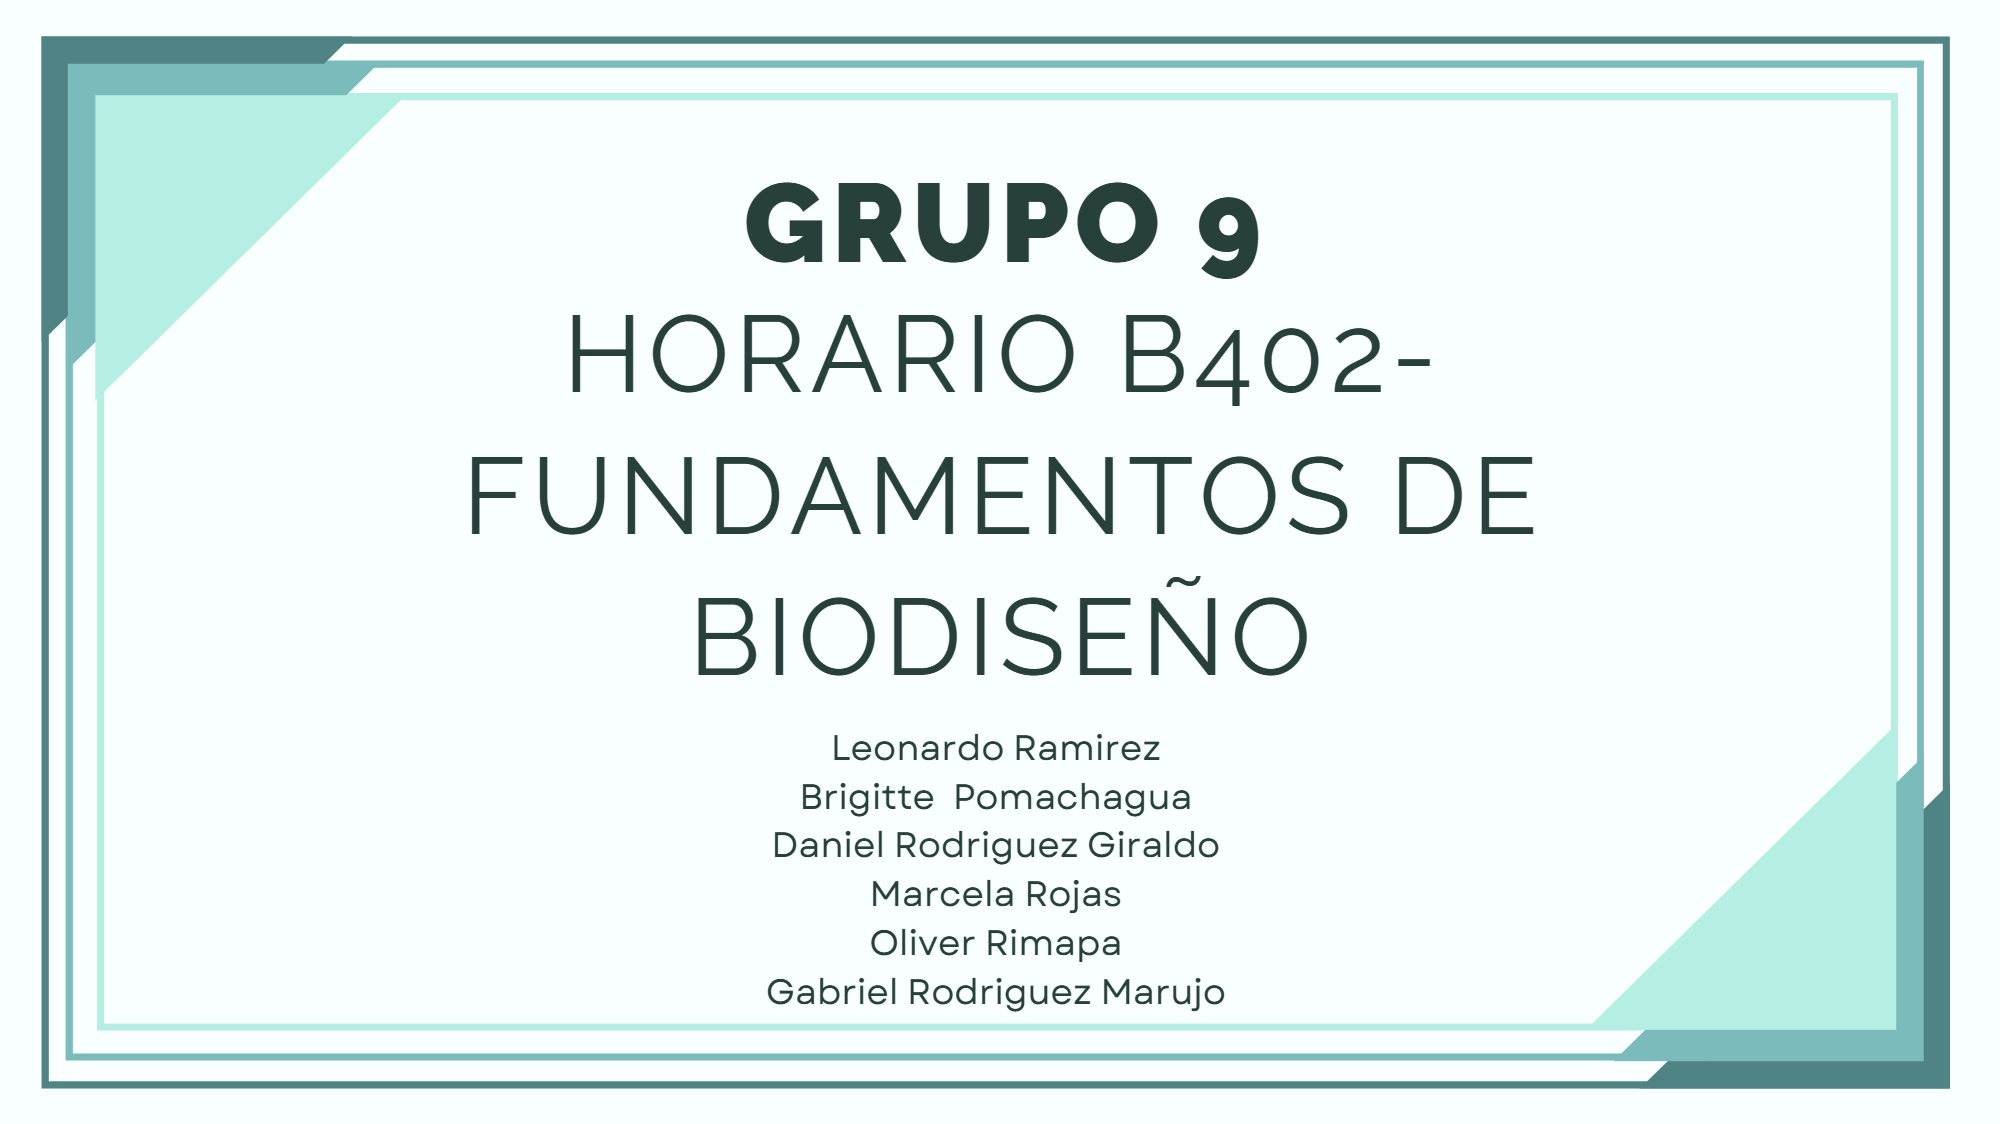 GRUPO 9
HORARIO B402-
FUNDAMENTOS DE
BIODISEÑO
Leonardo Ramirez
Brigitte  Pomachagua
Daniel Rodriguez Giraldo
Marcela Rojas
Oliver Rimapa
Gabriel Rodriguez Marujo